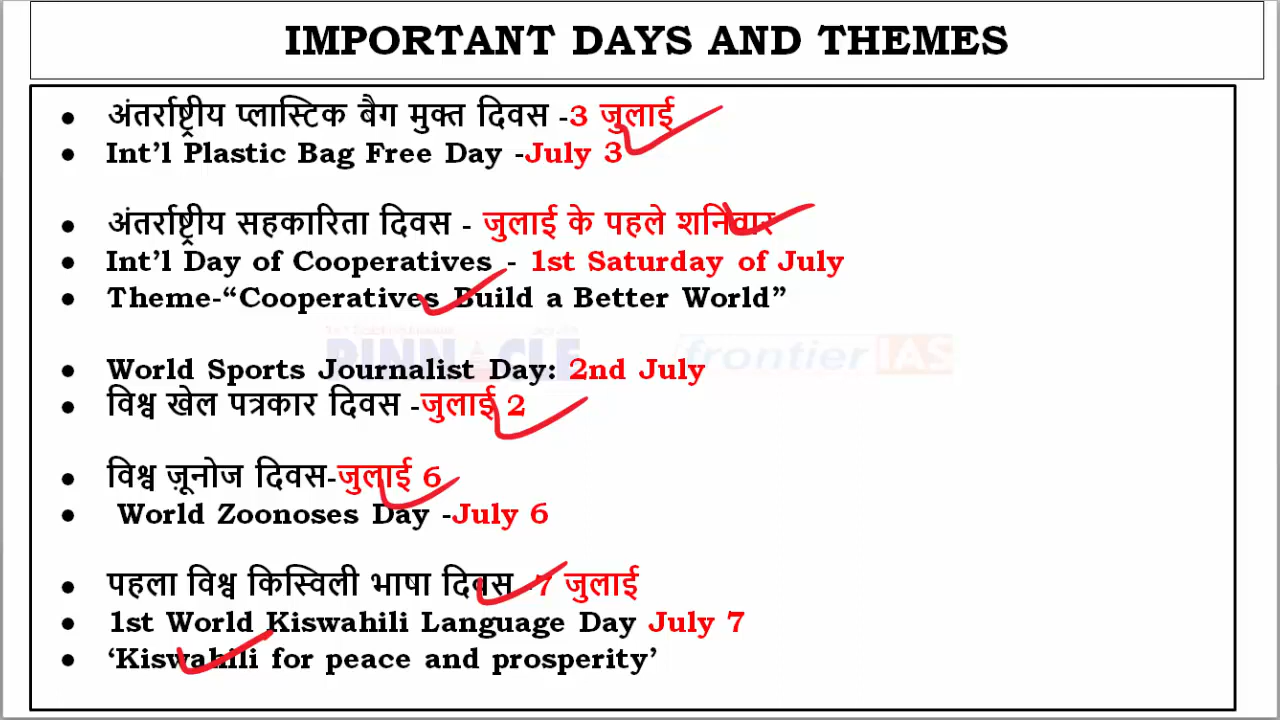 IMPORTANT DAYS AND THEMES
● अंतर्राष्ट्रीय प्लास्टिक बैग मुक्त दिवस -3 जुलाई
● Int'l Plastic Bag Free Day -July 3
● अंतर्राष्ट्रीय सहकारिता दिवस - जुलाई के पहले शनिवार
● Int'l Day of Cooperatives - 1st Saturday of July
● Theme-“Cooperatives Build a Better World”
PINNACLE frontier IAS
● World Sports Journalist Day: 2nd July
● विश्व खेल पत्रकार दिवस -जुलाई 2
● विश्व ज़ूनोज दिवस-जुलाई 6
● World Zoonoses Day -July 6
● पहला विश्व किस्विली भाषा दिवस -7 जुलाई
● 1st World Kiswahili Language Day July 7
● ‘Kiswahili for peace and prosperity’